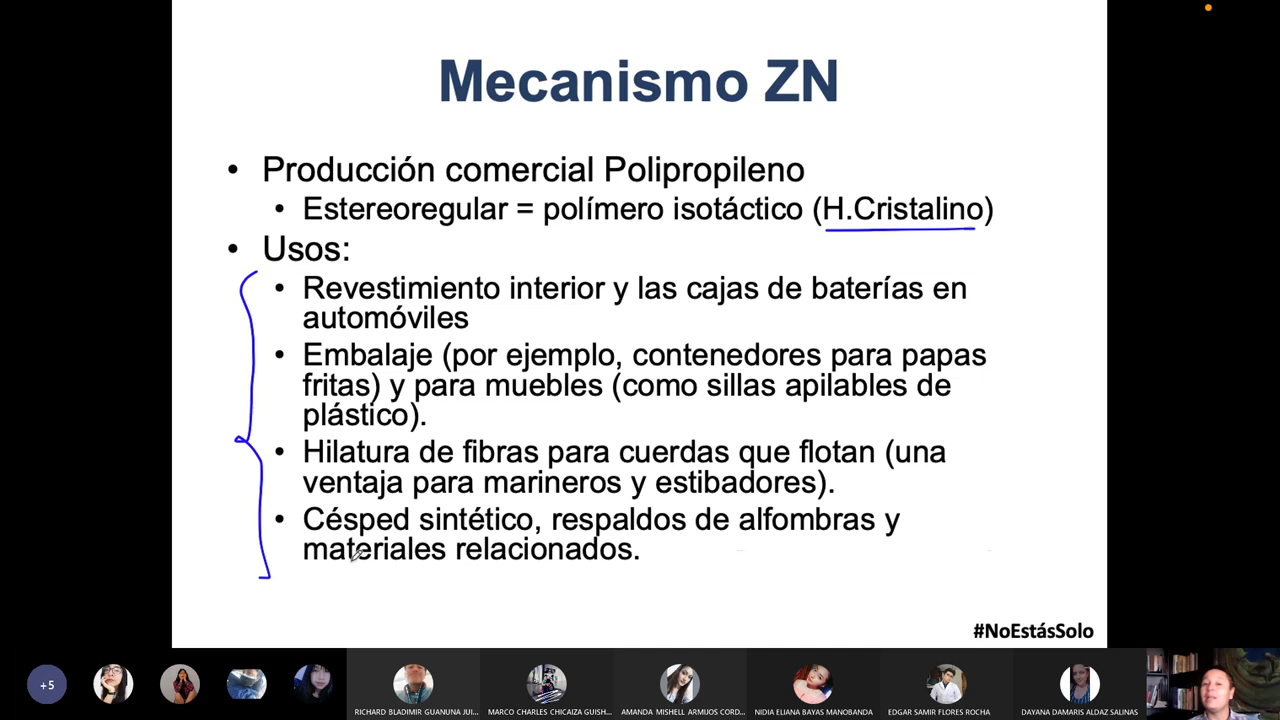 Mecanismo ZN
• Producción comercial Polipropileno
• Estereoregular = polímero isotáctico (H.Cristalino)
• Usos:
• Revestimiento interior y las cajas de baterías en
automóviles
• Embalaje (por ejemplo, contenedores para papas
fritas) y para muebles (como sillas apilables de
plástico).
• Hilatura de fibras para cuerdas que flotan (una
ventaja para marineros y estibadores).
• Césped sintético, respaldos de alfombras y
materiales relacionados.
#NoEstásSolo
+5
RICHARD BLADIMIR GUANUNA JUI...
MARCO CHARLES CHICAIZA GUISH...
AMANDA MISHELL ARMIJOS CORD...
NIDIA ELIANA BAYAS MANOBANDA
EDGAR SAMIR FLORES ROCHA
DAYANA DAMARIS ALDAZ SALINAS